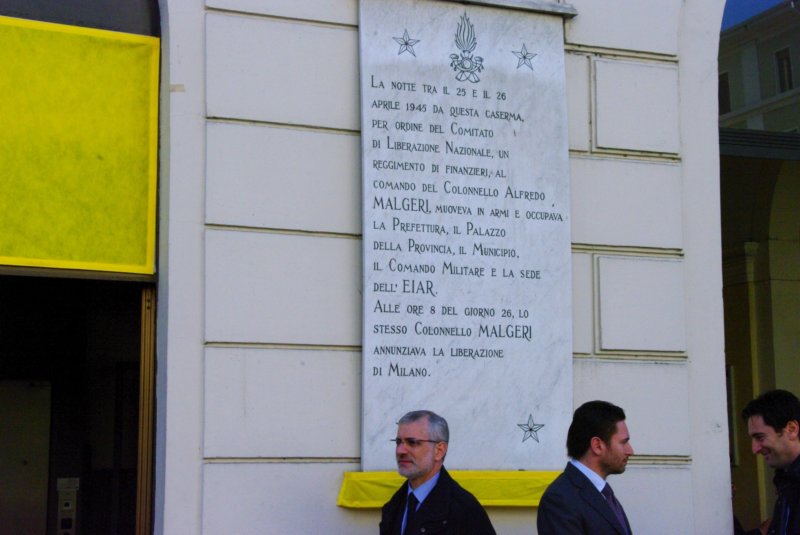 La notte tra il 25 e il 26
aprile 1945 da questa caserma,
per ordine del Comitato
di Liberazione Nazionale, un
reggimento di finanzieri, al
comando del Colonnello Alfredo
MALGERI, muoveva in armi e occupava
la Prefettura, il Palazzo
della Provincia, il Municipio,
il Comando Militare e la sede
dell' EIAR.
Alle ore 8 del giorno 26, lo
stesso Colonnello MALGERI
annunziava la liberazione
di Milano.